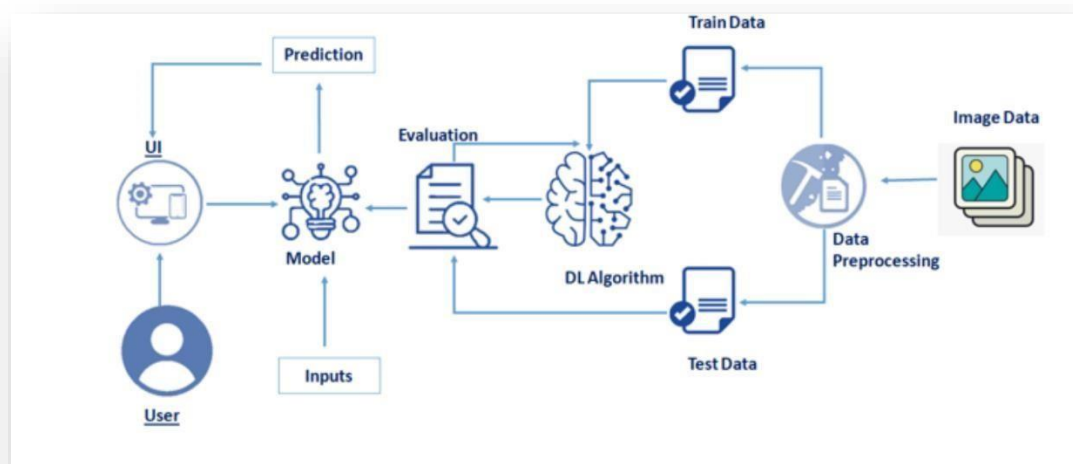 Train Data
Prediction
Image Data
Evaluation
UI
Data
Preprocessing
Model
DL Algorithm
Test Data
Inputs
User